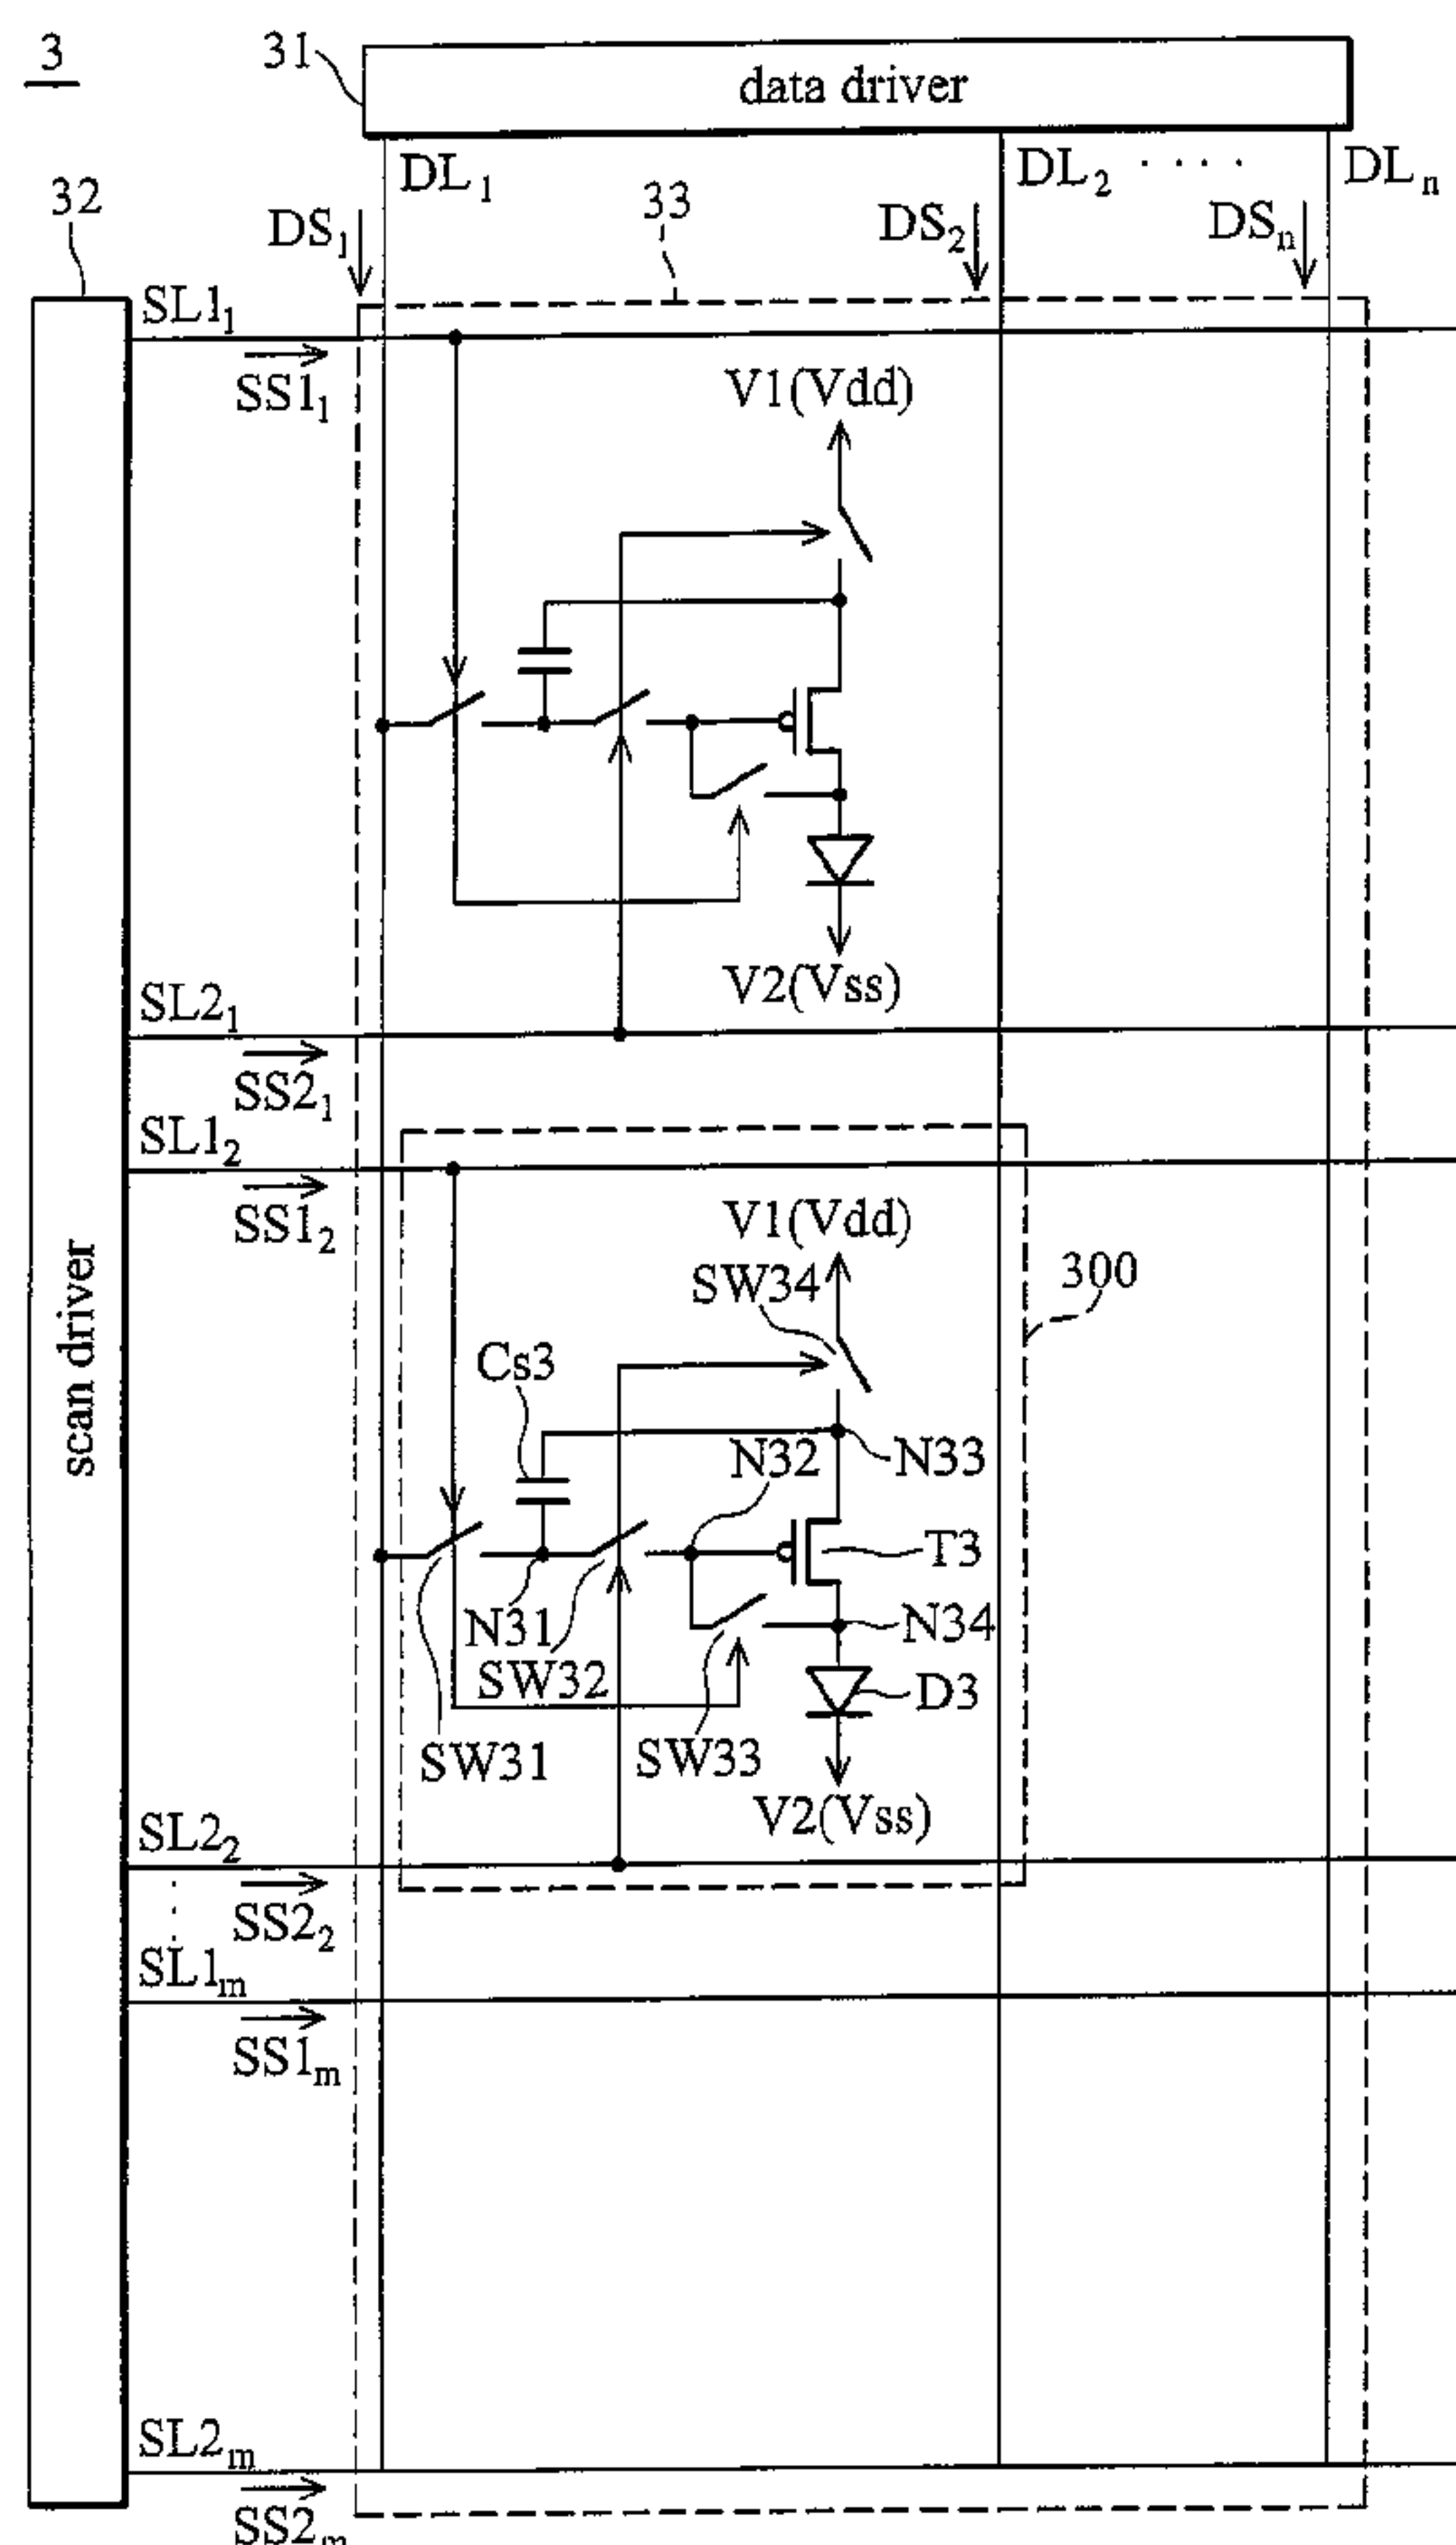 3
31
data driver
DL1
DL2 · · · ·
DLn
32
33
DS1
DS2
DSn
SL11
SS11
V1(Vdd)
V2(Vss)
SL21
SS21
SL12
SS12
V1(Vdd)
SW34
300
scan driver
Cs3
N32
N33
T3
N31
N34
SW32
D3
SW31
SW33
V2(Vss)
SL22
SS22
SL1m
SS1m
SL2m
SS2m